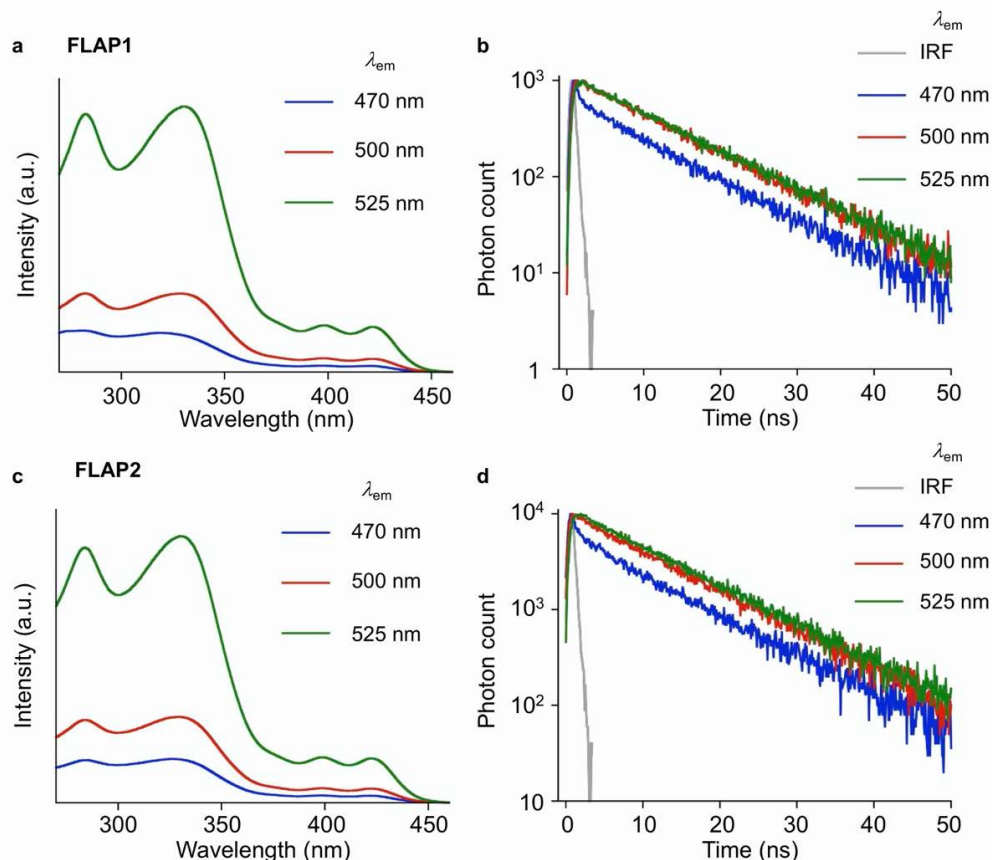 a FLAP1
λem
470 nm
500 nm
525 nm
Intensity (a.u.)
300 350 400 450
Wavelength (nm)
b
λem
IRF
470 nm
500 nm
525 nm
Photon count
10³
10²
10¹
1
0 10 20 30 40 50
Time (ns)
c FLAP2
λem
470 nm
500 nm
525 nm
Intensity (a.u.)
300 350 400 450
Wavelength (nm)
d
λem
IRF
470 nm
500 nm
525 nm
Photon count
10⁴
10³
10²
10
0 10 20 30 40 50
Time (ns)